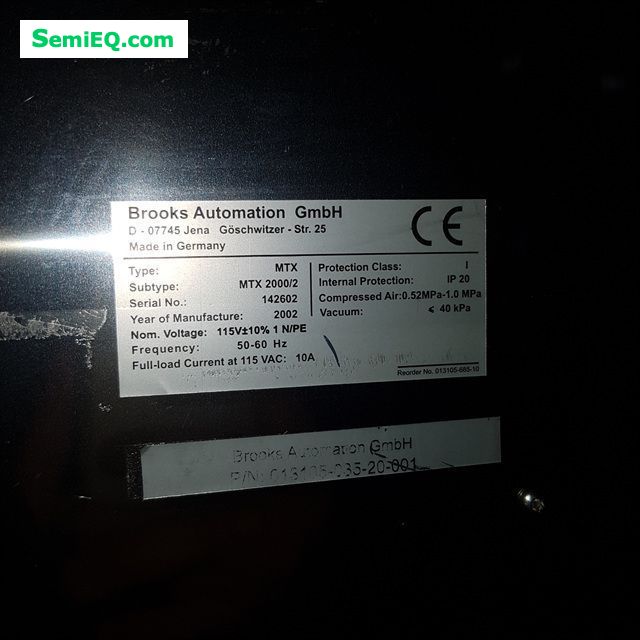 SemiEQ.com
Brooks Automation GmbH
D - 07745 Jena Göschwitzer - Str. 25
Made in Germany
CE
Type: MTX
Subtype: MTX 2000/2
Serial No.: 142602
Year of Manufacture: 2002
Nom. Voltage: 115V±10% 1 N/PE
Frequency: 50-60 Hz
Full-load Current at 115 VAC: 10A
Protection Class: I
Internal Protection: IP 20
Compressed Air:0.52MPa-1.0 MPa
Vacuum: ≤ 40 kPa
Reorder No. 013105-685-10
Brooks Automation GmbH
P/N: